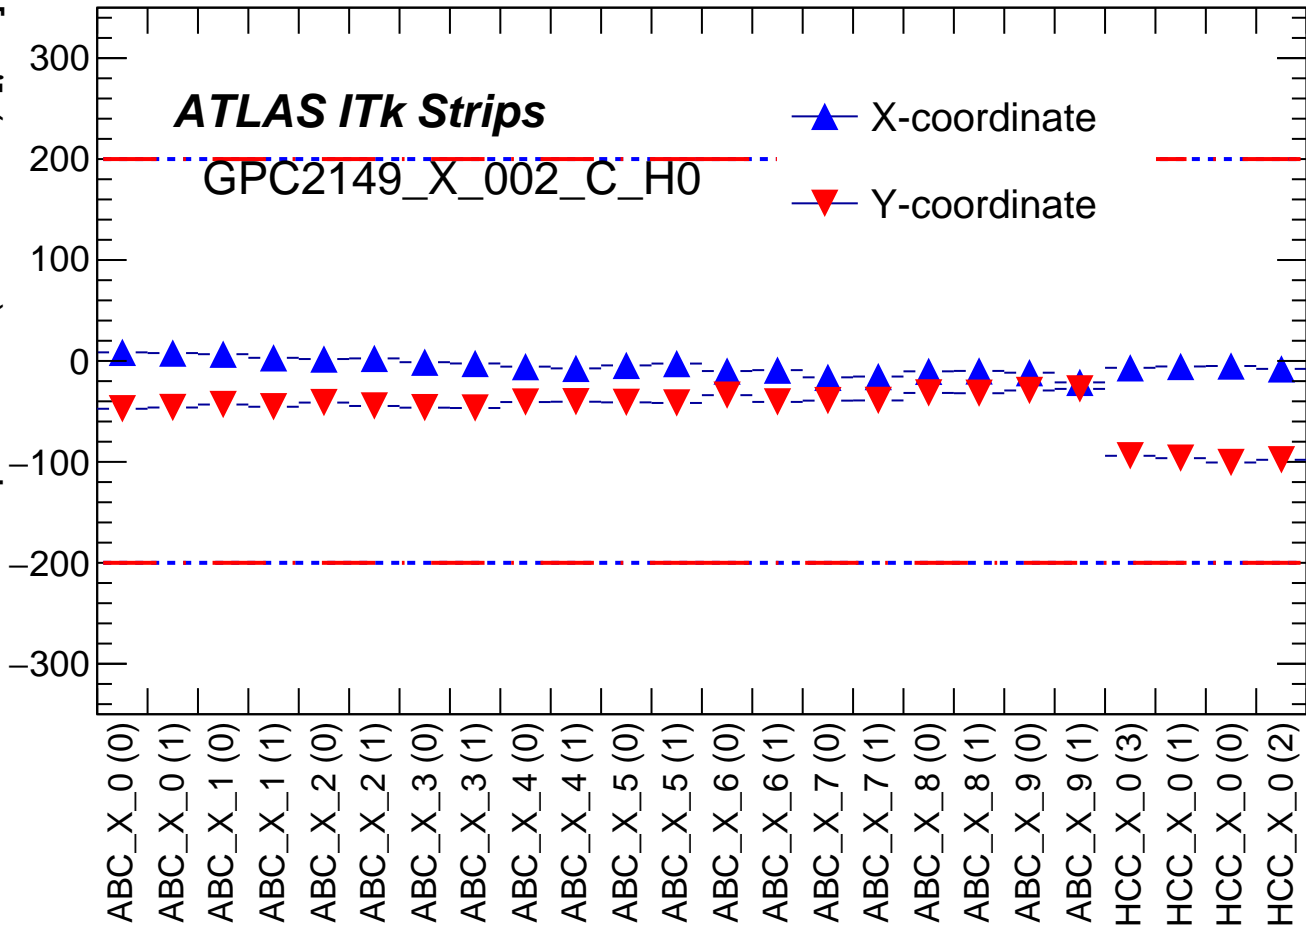 300
ATLAS ITk Strips
X-coordinate
200
GPC2149_X_002_C_H0
Y-coordinate
100
0
−100
−200
−300
ABC_X_0 (0)
ABC_X_0 (1)
ABC_X_1 (0)
ABC_X_1 (1)
ABC_X_2 (0)
ABC_X_2 (1)
ABC_X_3 (0)
ABC_X_3 (1)
ABC_X_4 (0)
ABC_X_4 (1)
ABC_X_5 (0)
ABC_X_5 (1)
ABC_X_6 (0)
ABC_X_6 (1)
ABC_X_7 (0)
ABC_X_7 (1)
ABC_X_8 (0)
ABC_X_8 (1)
ABC_X_9 (0)
ABC_X_9 (1)
HCC_X_0 (3)
HCC_X_0 (1)
HCC_X_0 (0)
HCC_X_0 (2)